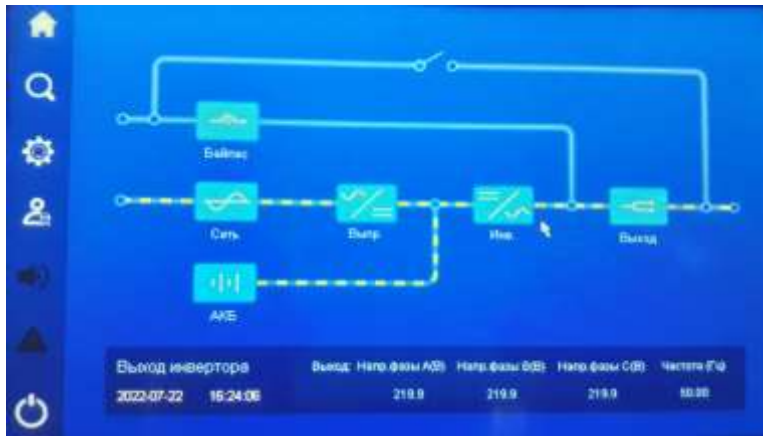 Байпас
Сеть
Выпр.
Инв.
Выход
АКБ
Выход инвертора
Выход: Напр.фазы А(В) Напр.фазы В(В) Напр.фазы С(В) Частота (Гц)
2022-07-22 16:24:06 219.9 219.9 219.9 50.00